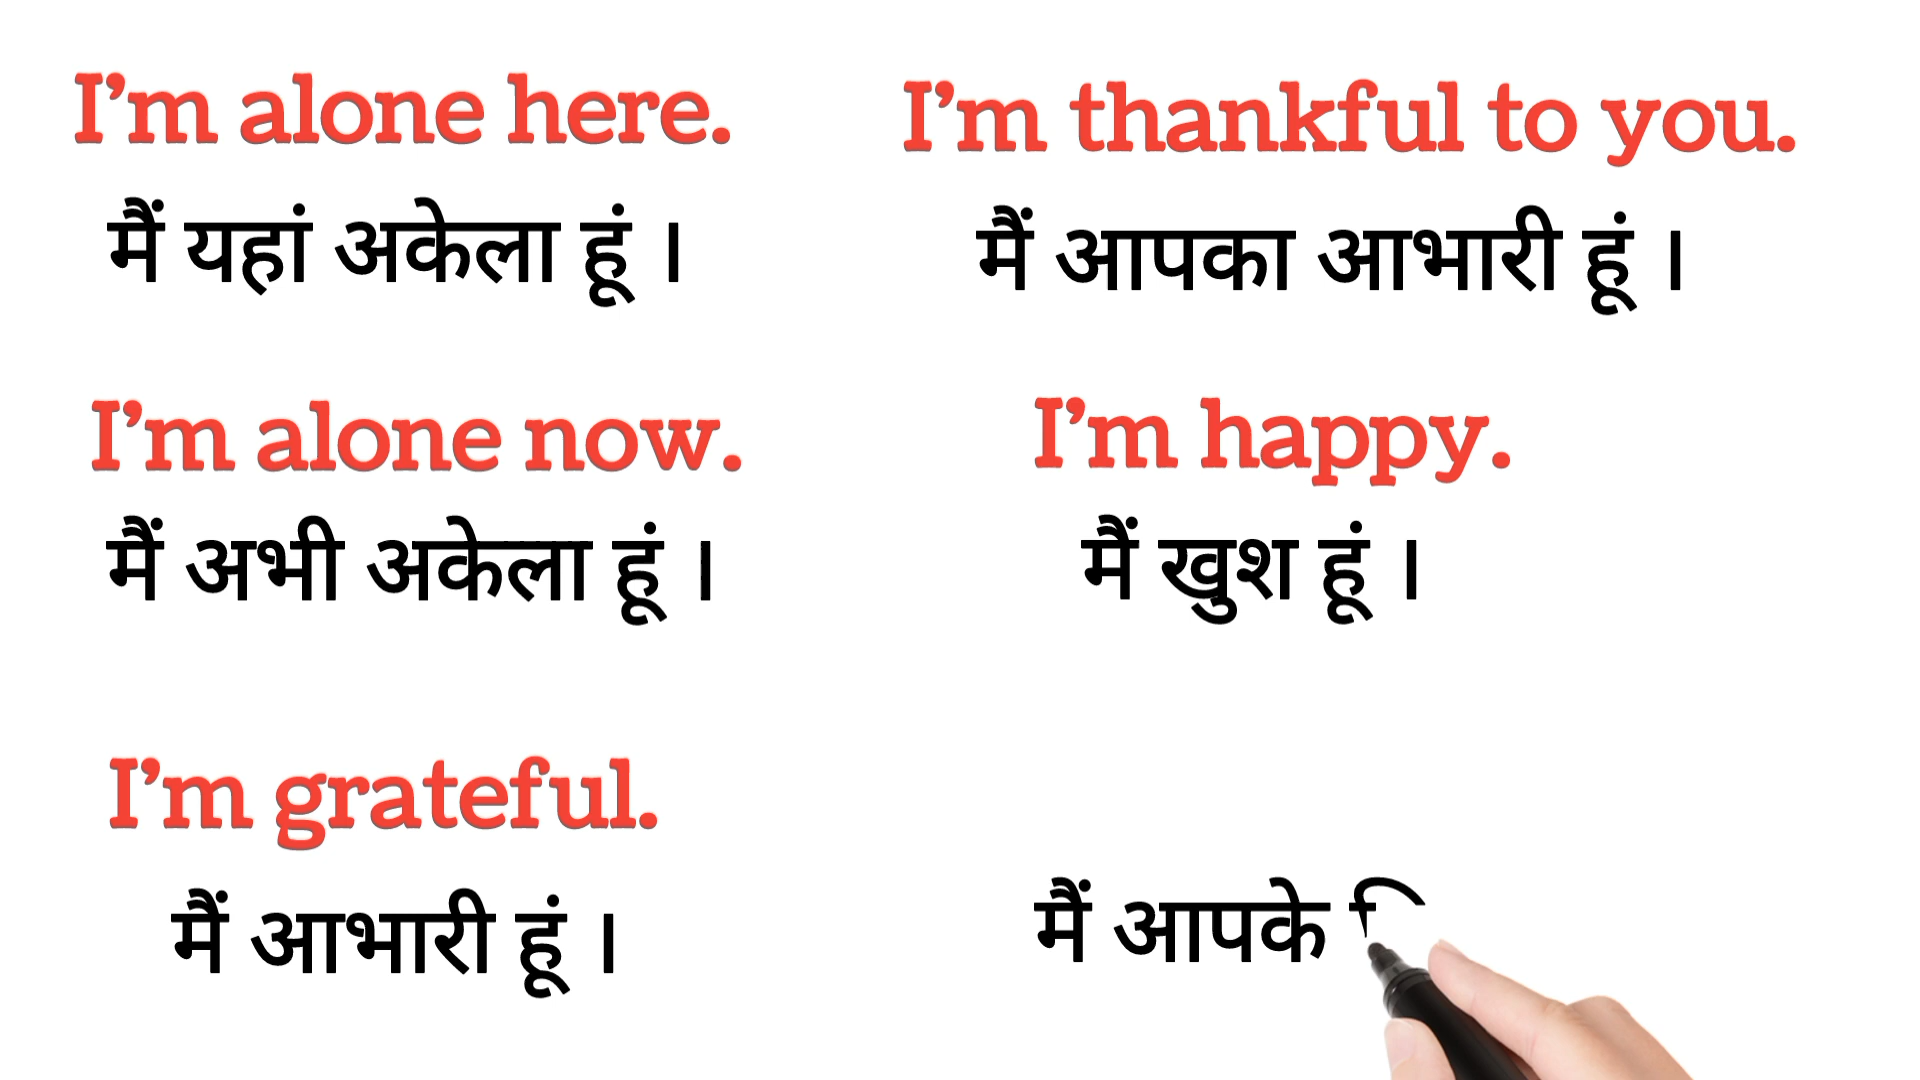 I'm alone here.
मैं यहां अकेला हूं ।
I'm alone now.
मैं अभी अकेला हूं ।
I'm grateful.
मैं आभारी हूं ।
I'm thankful to you.
मैं आपका आभारी हूं ।
I'm happy.
मैं खुश हूं ।
मैं आपके